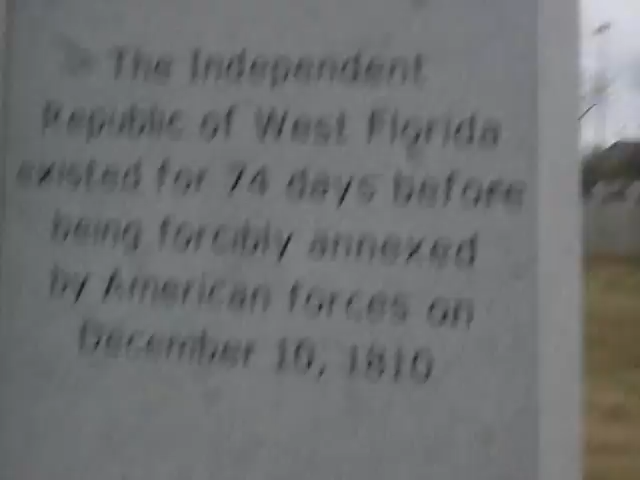 The Independent
Republic of West Florida
existed for 74 days before
being forcibly annexed
by American forces on
December 10, 1810